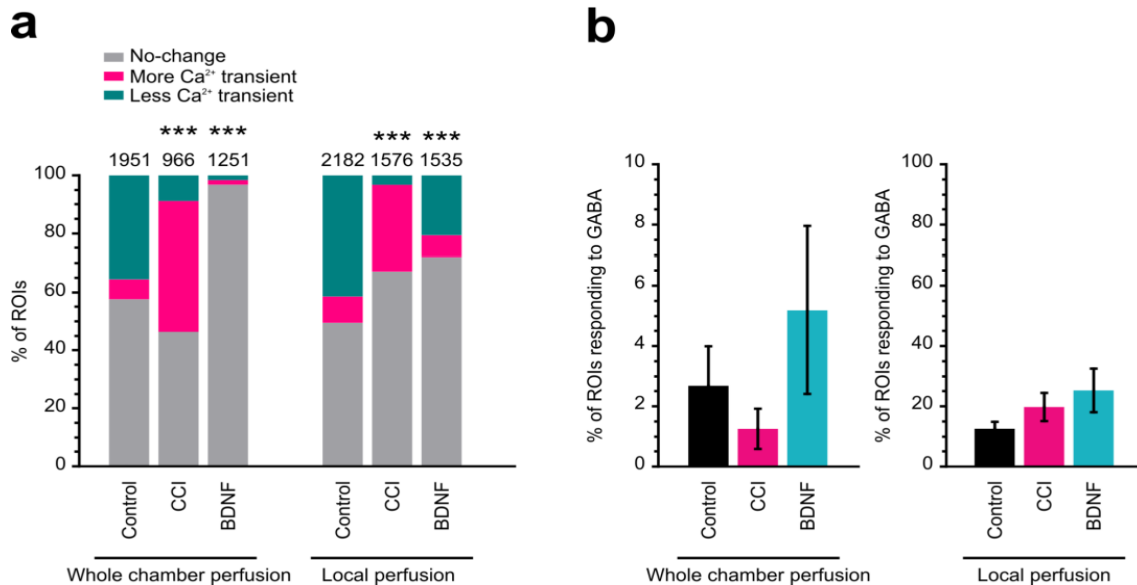 a
No-change
More Ca²⁺ transient
Less Ca²⁺ transient
*** ***
1951 966 1251
*** ***
2182 1576 1535
% of ROIs
100
80
60
40
20
0
Control
CCI
BDNF
Whole chamber perfusion
Control
CCI
BDNF
Local perfusion
b
% of ROIs responding to GABA
10
8
6
4
2
0
Control
CCI
BDNF
Whole chamber perfusion
% of ROIs responding to GABA
100
80
60
40
20
0
Control
CCI
BDNF
Local perfusion